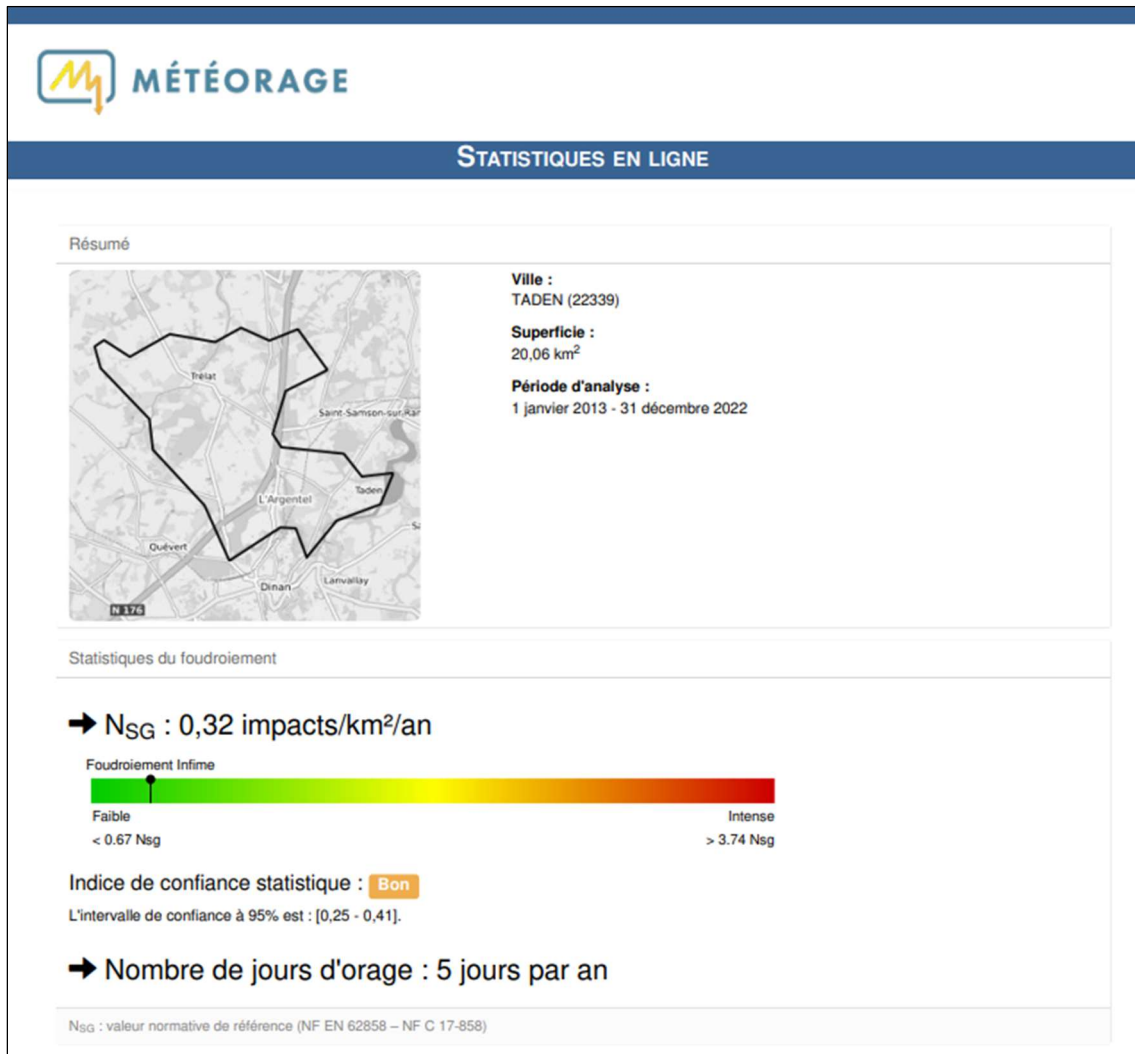 MÉTÉORAGE
STATISTIQUES EN LIGNE
Résumé
Ville :
TADEN (22339)
Superficie :
20,06 km²
Période d'analyse :
1 janvier 2013 - 31 décembre 2022
Trélat
Saint-Samson-sur-Ran
L'Argentel
Taden
Quévert
Dinan
Lanvallay
N 176
Statistiques du foudroiement
➔ NSG : 0,32 impacts/km²/an
Foudroiement Infime
Faible Intense
< 0.67 Nsg > 3.74 Nsg
Indice de confiance statistique : Bon
L'intervalle de confiance à 95% est : [0,25 - 0,41].
➔ Nombre de jours d'orage : 5 jours par an
NSG : valeur normative de référence (NF EN 62858 – NF C 17-858)